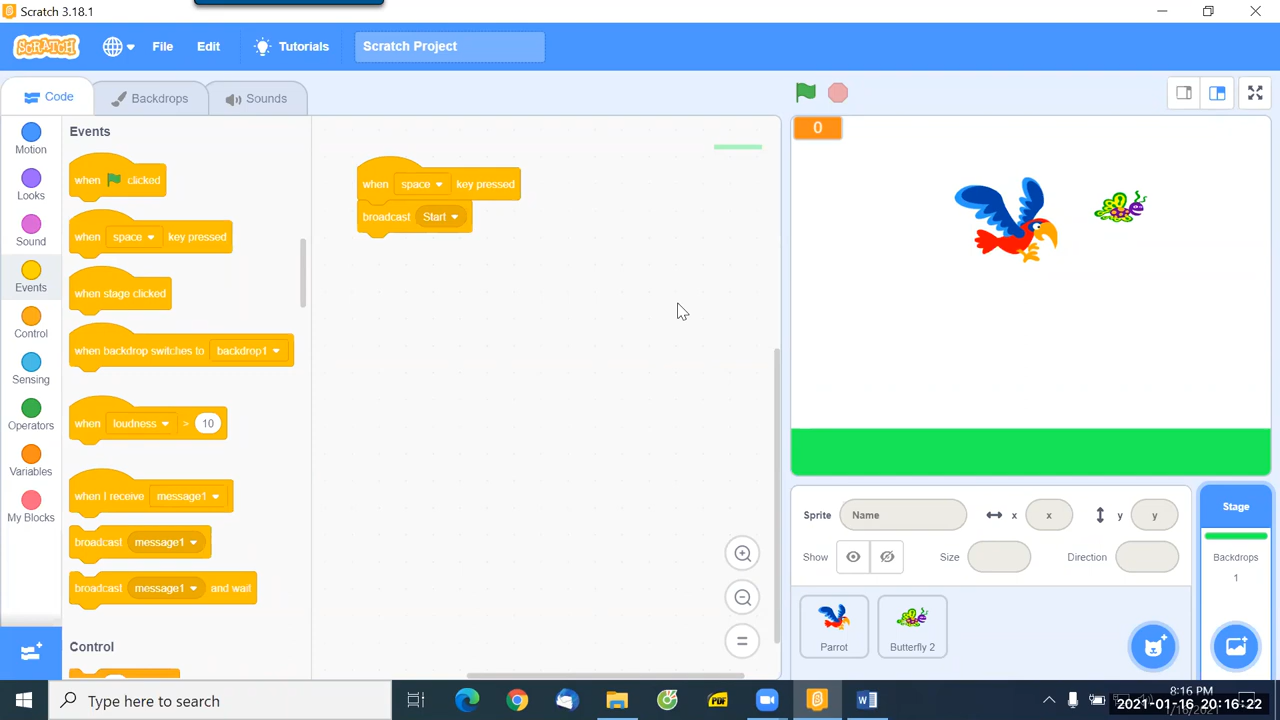 Scratch 3.18.1
SCRATCH
File
Edit
Tutorials
Scratch Project
Code
Backdrops
Sounds
Motion
Looks
Sound
Events
Control
Sensing
Operators
Variables
My Blocks
Events
when clicked
when space key pressed
when stage clicked
when backdrop switches to backdrop1
when loudness > 10
when I receive message1
broadcast message1
broadcast message1 and wait
Control
when space key pressed
broadcast Start
0
Sprite Name x x y y
Show Size Direction
Parrot
Butterfly 2
Stage
Backdrops
1
Type here to search
PDF
8:16 PM
2021-01-16 20:16:22